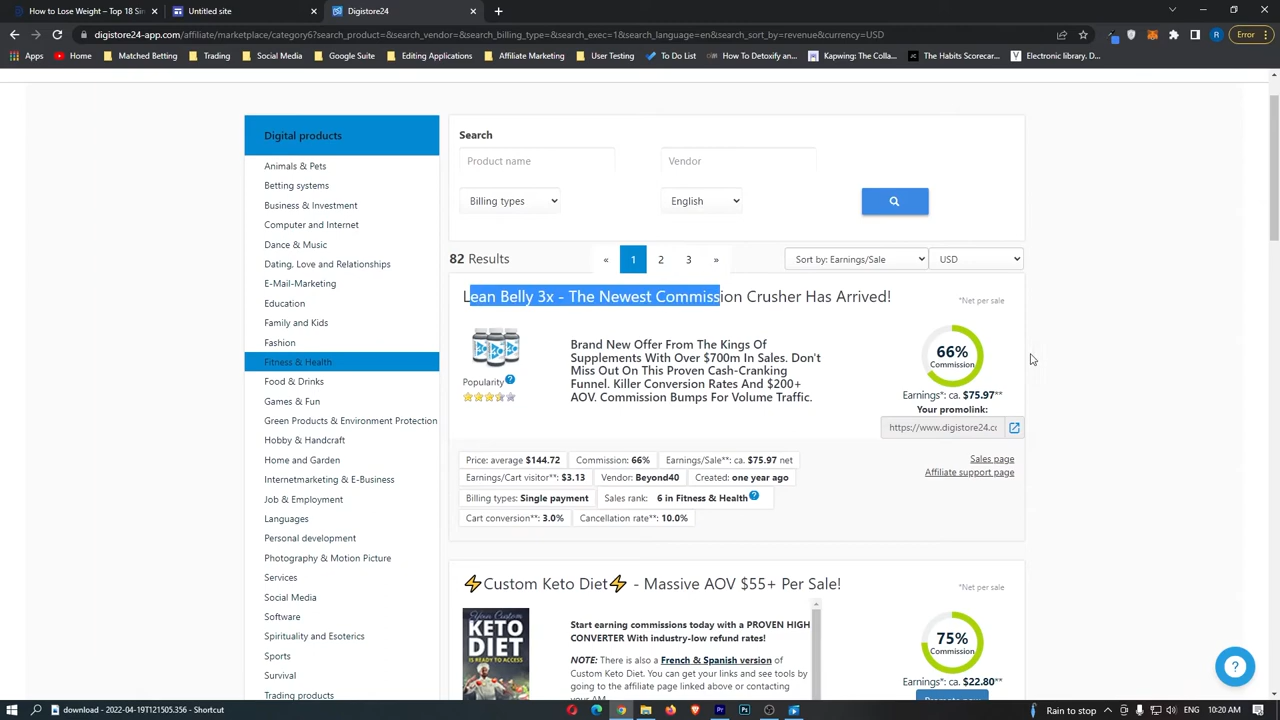 How to Lose Weight – Top 18 Sim
Untitled site
Digistore24
digistore24-app.com/affiliate/marketplace/category6?search_product=&search_vendor=&search_billing_type=&search_exec=1&search_language=en&search_sort_by=revenue&currency=USD
R
Error
Apps
Home
Matched Betting
Trading
Social Media
Google Suite
Editing Applications
Affiliate Marketing
User Testing
To Do List
How To Detoxify an...
Kapwing: The Onlin...
The Habits Scorecar...
Electronic library. D...
Digital products
Animals & Pets
Betting systems
Business & Investment
Computer and Internet
Dance & Music
Dating, Love and Relationships
E-Mail-Marketing
Education
Family and Kids
Fashion
Fitness & Health
Food & Drinks
Games & Fun
Green Products & Environment Protection
Hobby & Handcraft
Home and Garden
Internetmarketing & E-Business
Job & Employment
Languages
Personal development
Photography & Motion Picture
Services
Social Media
Software
Spirituality and Esoterics
Sports
Survival
Trading products
Search
Product name
Vendor
Billing types
English
82 Results
« 1 2 3 »
Sort by: Earnings/Sale
USD
Lean Belly 3x - The Newest Commission Crusher Has Arrived!
*Net per sale
Brand New Offer From The Kings Of
Supplements With Over $700m In Sales. Don't
Miss Out On This Proven Cash-Cranking
Funnel. Killer Conversion Rates And $200+
AOV. Commission Bumps For Volume Traffic.
Popularity
66%
Commission
Earnings*: ca. $75.97**
Your promolink:
https://www.digistore24.cc
Sales page
Affiliate support page
Price: average $144.72
Commission: 66%
Earnings/Sale**: ca. $75.97 net
Earnings/Cart visitor**: $3.13
Vendor: Beyond40
Created: one year ago
Billing types: Single payment
Sales rank: 6 in Fitness & Health
Cart conversion**: 3.0%
Cancellation rate**: 10.0%
⚡Custom Keto Diet⚡ - Massive AOV $55+ Per Sale!
*Net per sale
Your Custom
KETO
DIET
IS READY TO ACCESS
Start earning commissions today with a PROVEN HIGH
CONVERTER With industry-low refund rates!
NOTE: There is also a French & Spanish version of
Custom Keto Diet. You can get your links and see tools by
going to the affiliate page linked above or contacting
your AM.
75%
Commission
Earnings*: ca. $22.80**
Promote now
download - 2022-04-19T121505.356 - Shortcut
Rain to stop
10:20 AM